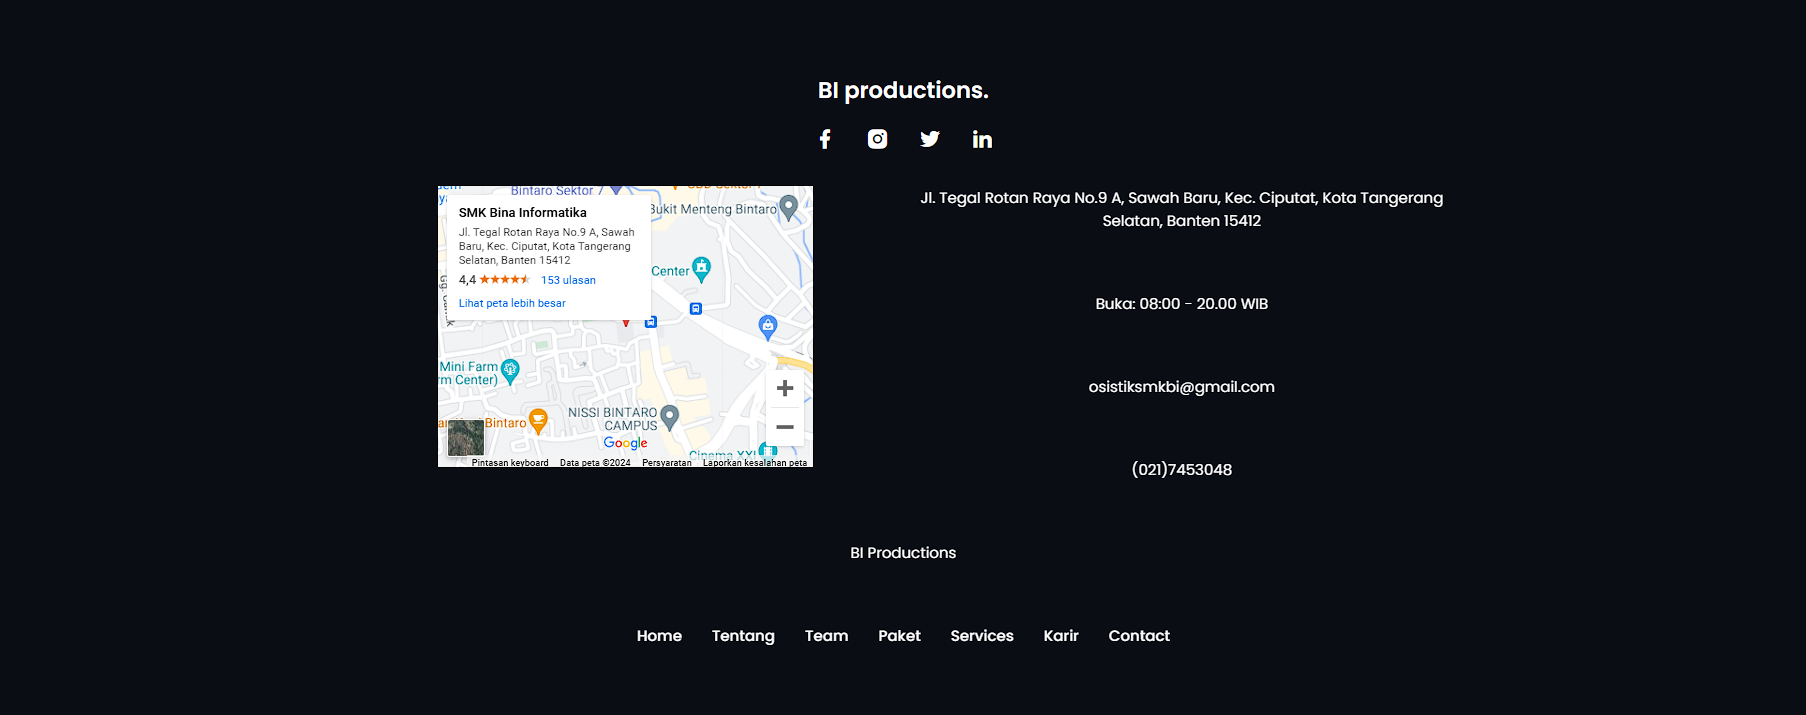 BI productions.
Bintaro Sektor 7
Bukit Menteng Bintaro
SMK Bina Informatika
Jl. Tegal Rotan Raya No.9 A, Sawah
Baru, Kec. Ciputat, Kota Tangerang
Selatan, Banten 15412
4,4 153 ulasan
Lihat peta lebih besar
Center
Mini Farm
m Center)
Bintaro
NISSI BINTARO
CAMPUS
Google
Cinema XXI
Pintasan keyboard Data peta ©2024 Persyaratan Laporkan kesalahan peta
Jl. Tegal Rotan Raya No.9 A, Sawah Baru, Kec. Ciputat, Kota Tangerang
Selatan, Banten 15412
Buka: 08:00 - 20.00 WIB
osistiksmkbi@gmail.com
(021)7453048
BI Productions
Home Tentang Team Paket Services Karir Contact